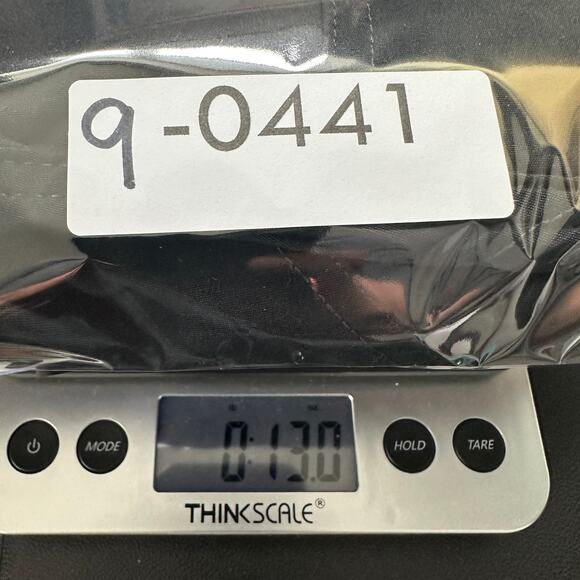 9-0441
0:13.0
MODE
HOLD
TARE
THINKSCALE®